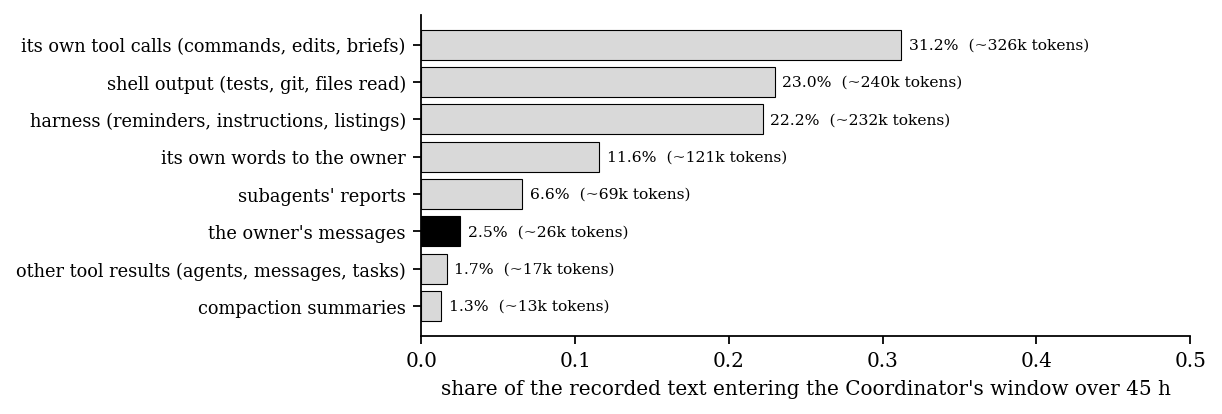 its own tool calls (commands, edits, briefs) 31.2% (~326k tokens)
shell output (tests, git, files read) 23.0% (~240k tokens)
harness (reminders, instructions, listings) 22.2% (~232k tokens)
its own words to the owner 11.6% (~121k tokens)
subagents' reports 6.6% (~69k tokens)
the owner's messages 2.5% (~26k tokens)
other tool results (agents, messages, tasks) 1.7% (~17k tokens)
compaction summaries 1.3% (~13k tokens)
0.0 0.1 0.2 0.3 0.4 0.5
share of the recorded text entering the Coordinator's window over 45 h